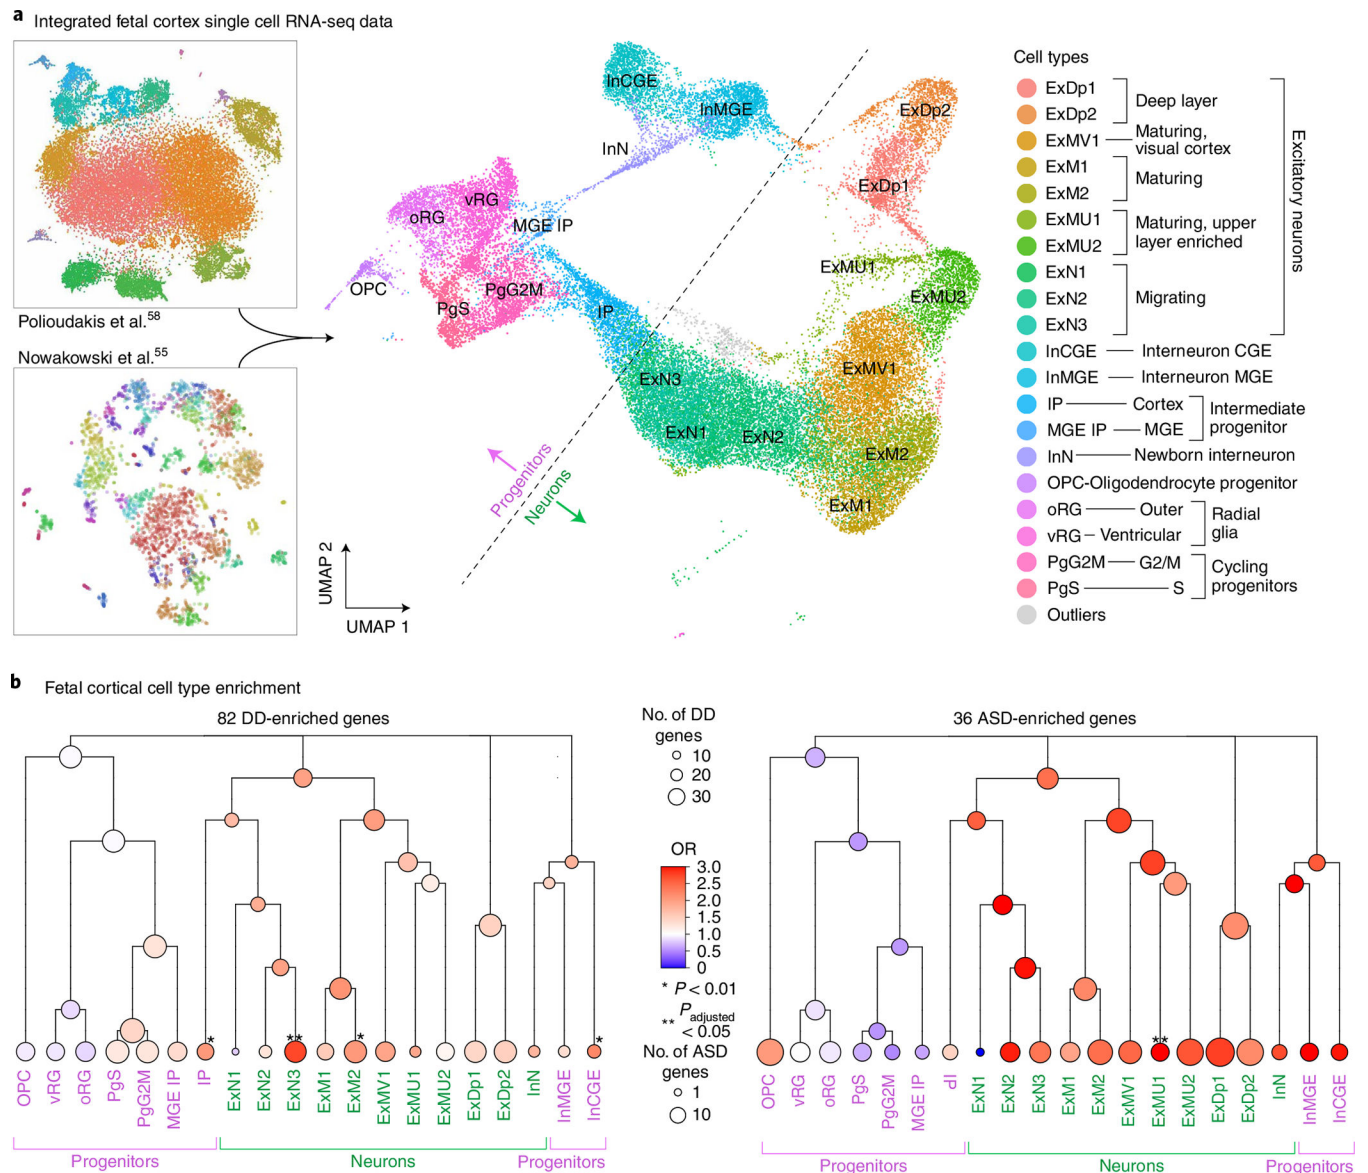 a Integrated fetal cortex single cell RNA-seq data
Polioudakis et al.58
Nowakowski et al.55
InCGE
InMGE
InN
ExDp2
ExDp1
vRG
oRG
MGE IP
OPC
PgG2M
PgS
IP
ExMU1
ExMU2
ExMV1
ExN3
ExN1
ExN2
ExM2
ExM1
Progenitors
Neurons
UMAP 2
UMAP 1
Cell types
ExDp1
ExDp2
Deep layer
ExMV1
Maturing,
visual cortex
ExM1
ExM2
Maturing
ExMU1
ExMU2
Maturing, upper
layer enriched
ExN1
ExN2
ExN3
Migrating
Excitatory neurons
InCGE Interneuron CGE
InMGE Interneuron MGE
IP Cortex
MGE IP MGE
Intermediate
progenitor
InN Newborn interneuron
OPC-Oligodendrocyte progenitor
oRG Outer
vRG Ventricular
Radial
glia
PgG2M G2/M
PgS S
Cycling
progenitors
Outliers
b Fetal cortical cell type enrichment
82 DD-enriched genes
No. of DD
genes
10
20
30
OR
3.0
2.5
2.0
1.5
1.0
0.5
0
* P < 0.01
** Padjusted
< 0.05
No. of ASD
genes
1
10
36 ASD-enriched genes
*
**
*
*
OPC
vRG
oRG
PgS
PgG2M
MGE IP
IP
ExN1
ExN2
ExN3
ExM1
ExM2
ExMV1
ExMU1
ExMU2
ExDp1
ExDp2
InN
InMGE
InCGE
Progenitors
Neurons
Progenitors
**
OPC
vRG
oRG
PgS
PgG2M
MGE IP
IP
ExN1
ExN2
ExN3
ExM1
ExM2
ExMV1
ExMU1
ExMU2
ExDp1
ExDp2
InN
InMGE
InCGE
Progenitors
Neurons
Progenitors